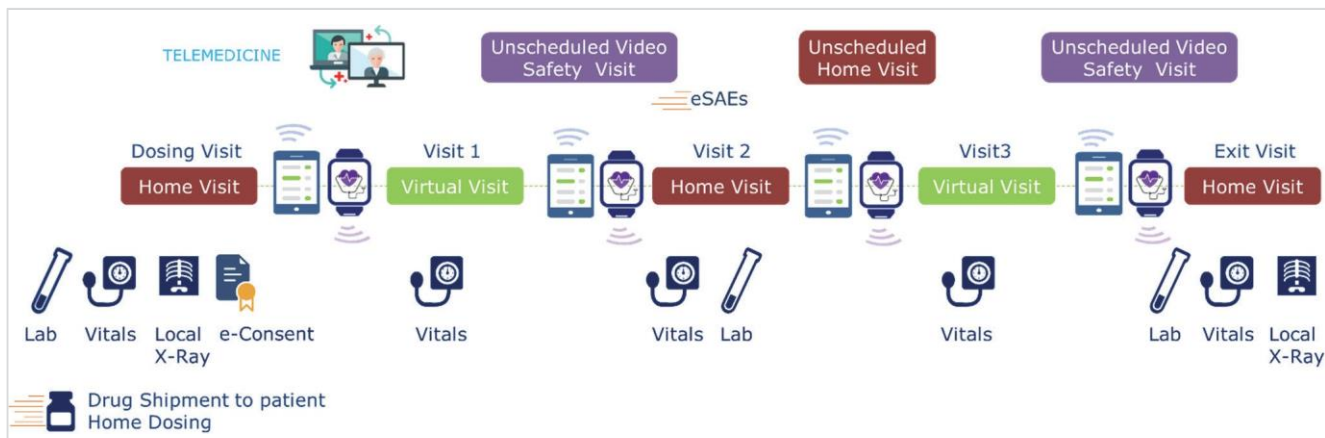 TELEMEDICINE
Unscheduled Video
Safety Visit
Unscheduled
Home Visit
Unscheduled Video
Safety Visit
eSAEs
Dosing Visit
Visit 1
Visit 2
Visit3
Exit Visit
Home Visit
Virtual Visit
Home Visit
Virtual Visit
Home Visit
Lab
Vitals
Local
X-Ray
e-Consent
Vitals
Vitals
Lab
Vitals
Lab
Vitals
Local
X-Ray
Drug Shipment to patient
Home Dosing